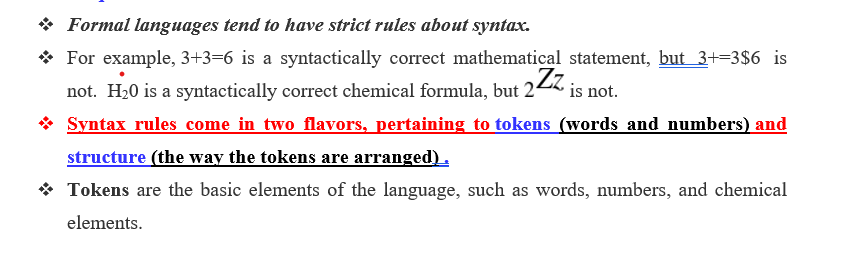 ❖ Formal languages tend to have strict rules about syntax.
❖ For example, 3+3=6 is a syntactically correct mathematical statement, but 3+=3$6 is
not. H₂0 is a syntactically correct chemical formula, but 2Zz is not.
❖ Syntax rules come in two flavors, pertaining to tokens (words and numbers) and
structure (the way the tokens are arranged) .
❖ Tokens are the basic elements of the language, such as words, numbers, and chemical
elements.